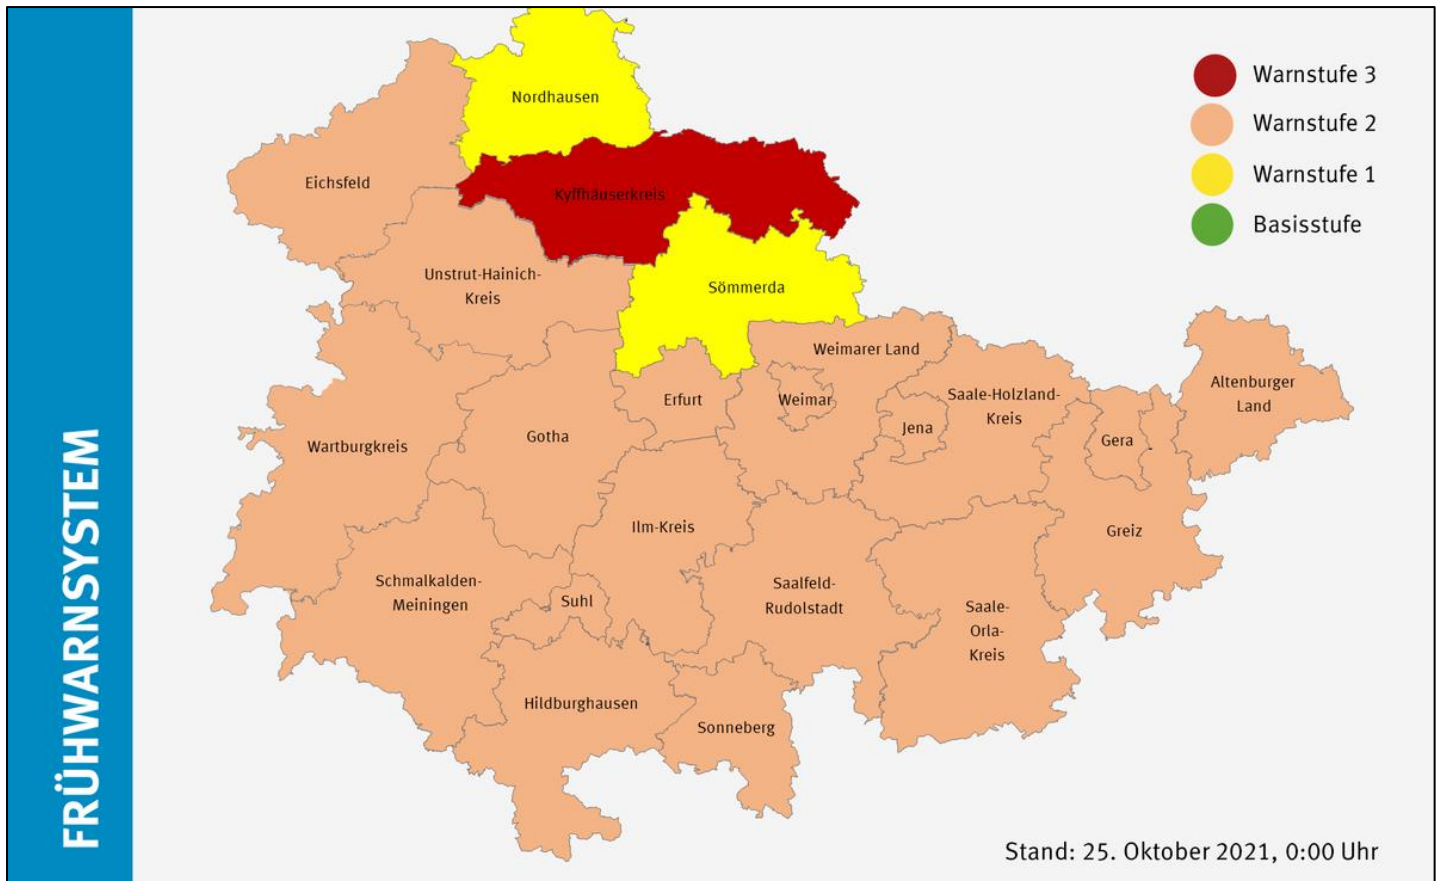 FRÜHWARNSYSTEM
Warnstufe 3
Warnstufe 2
Warnstufe 1
Basisstufe
Nordhausen
Eichsfeld
Kyffhäuserkreis
Unstrut-Hainich-
Kreis
Sömmerda
Weimarer Land
Altenburger
Land
Erfurt
Weimar
Saale-Holzland-
Kreis
Jena
Gera
Gotha
Wartburgkreis
Ilm-Kreis
Greiz
Schmalkalden-
Meiningen
Suhl
Saalfeld-
Rudolstadt
Saale-
Orla-
Kreis
Hildburghausen
Sonneberg
Stand: 25. Oktober 2021, 0:00 Uhr